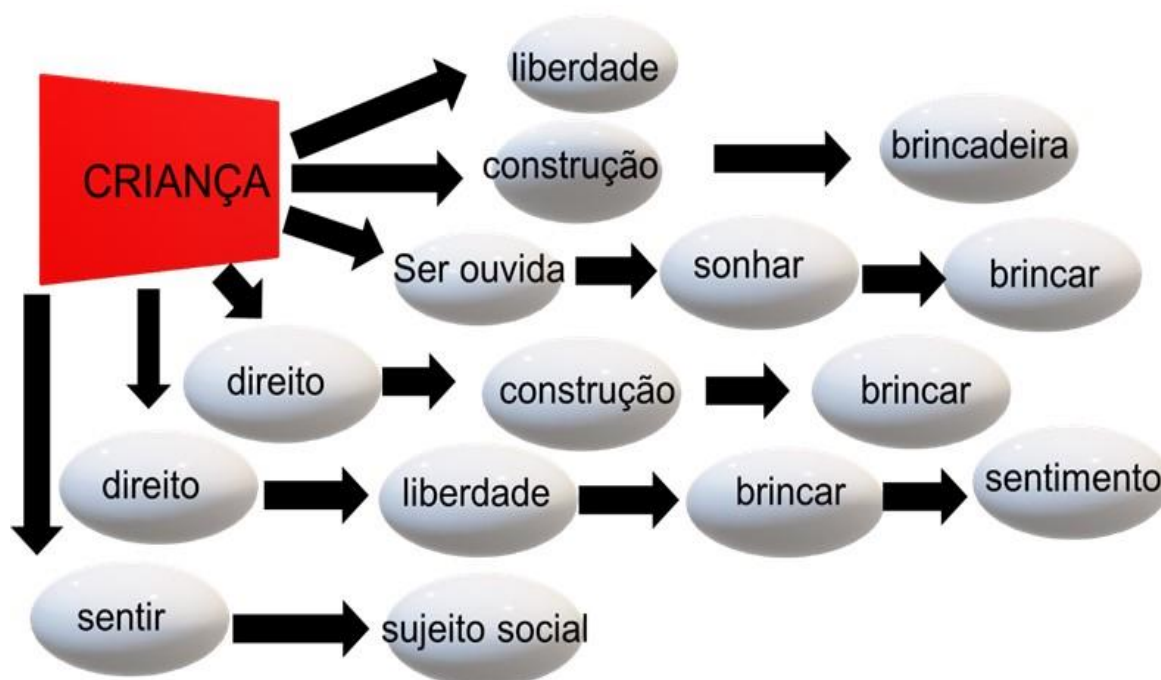 liberdade
CRIANÇA
construção
brincadeira
Ser ouvida
sonhar
brincar
direito
construção
brincar
direito
liberdade
brincar
sentimento
sentir
sujeito social